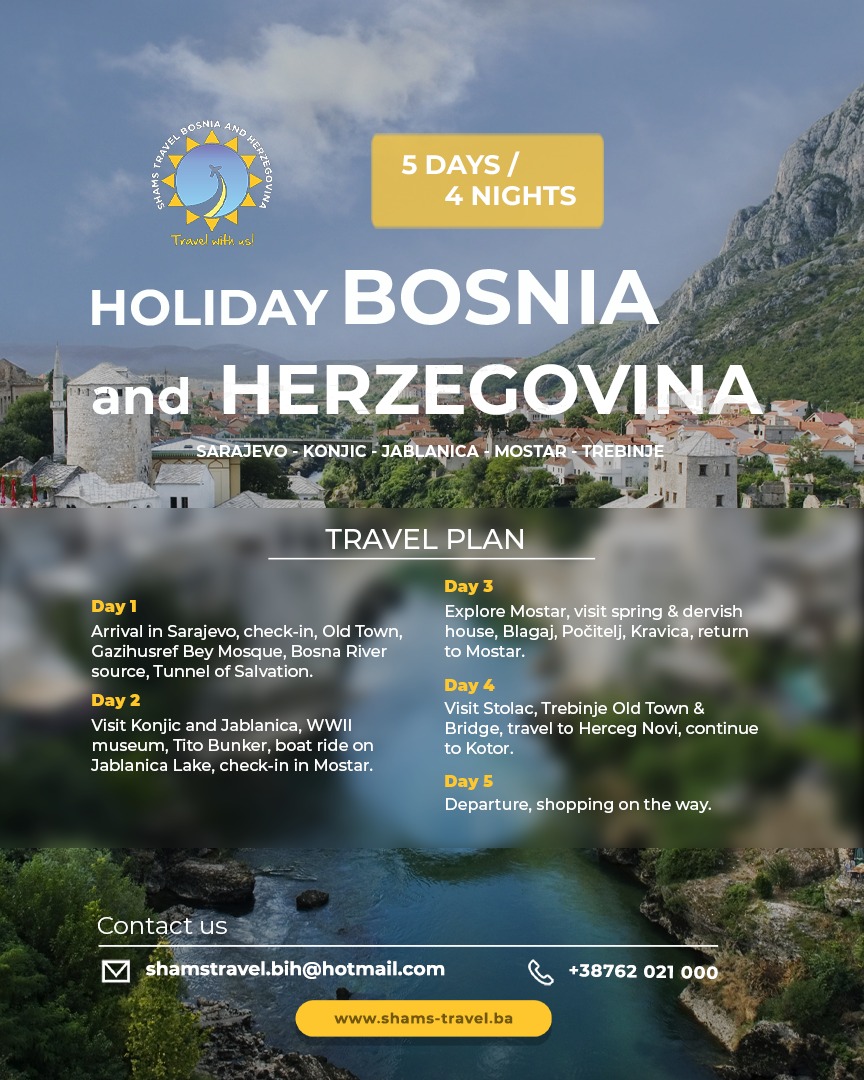 SHAMS TRAVEL BOSNIA AND HERZEGOVINA
Travel with us!
5 DAYS /
4 NIGHTS
HOLIDAY BOSNIA
and HERZEGOVINA
SARAJEVO - KONJIC - JABLANICA - MOSTAR - TREBINJE
TRAVEL PLAN
Day 1
Arrival in Sarajevo, check-in, Old Town,
Gazihusref Bey Mosque, Bosna River
source, Tunnel of Salvation.
Day 2
Visit Konjic and Jablanica, WWII
museum, Tito Bunker, boat ride on
Jablanica Lake, check-in in Mostar.
Day 3
Explore Mostar, visit spring & dervish
house, Blagaj, Počitelj, Kravica, return
to Mostar.
Day 4
Visit Stolac, Trebinje Old Town &
Bridge, travel to Herceg Novi, continue
to Kotor.
Day 5
Departure, shopping on the way.
Contact us
shamstravel.bih@hotmail.com
+38762 021 000
www.shams-travel.ba